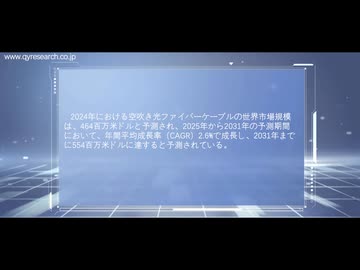 www.qyresearch.co.jp
2024年における空吹き光ファイバーケーブルの世界市場規模
は、464百万米ドルと予測され、2025年から2031年の予測期間
において、年間平均成長率（CAGR）2.6%で成長し、2031年まで
に554百万米ドルに達すると予測されている。